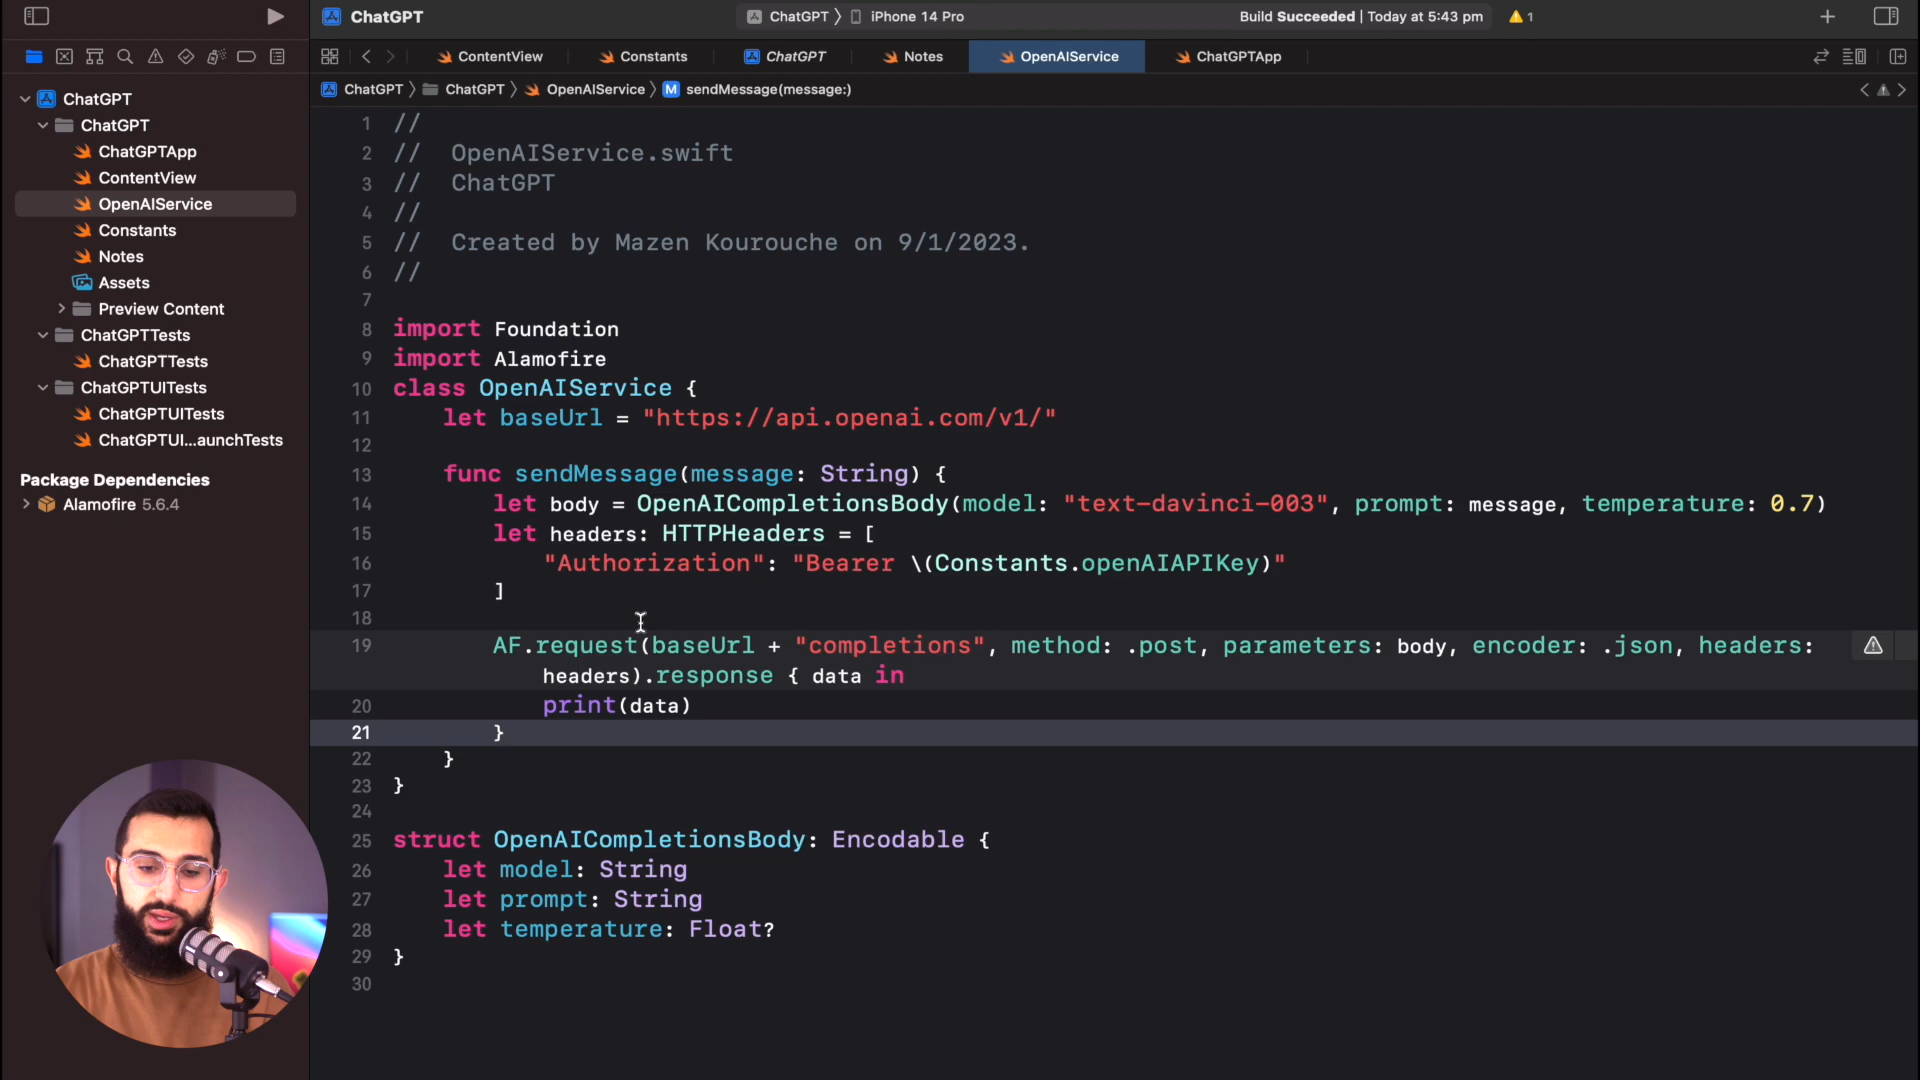 ChatGPT
ChatGPT 〉 iPhone 14 Pro
Build Succeeded | Today at 5:43 pm
1
ContentView
Constants
ChatGPT
Notes
OpenAIService
ChatGPTApp
ChatGPT 〉 ChatGPT 〉 OpenAIService 〉 M sendMessage(message:)
ChatGPT
ChatGPT
ChatGPTApp
ContentView
OpenAIService
Constants
Notes
Assets
Preview Content
ChatGPTTests
ChatGPTTests
ChatGPTUITests
ChatGPTUITests
ChatGPTUI...aunchTests
Package Dependencies
Alamofire 5.6.4
1 //
2 //  OpenAIService.swift
3 //  ChatGPT
4 //
5 //  Created by Mazen Kourouche on 9/1/2023.
6 //
7
8 import Foundation
9 import Alamofire
10 class OpenAIService {
11     let baseUrl = "https://api.openai.com/v1/"
12
13     func sendMessage(message: String) {
14         let body = OpenAICompletionsBody(model: "text-davinci-003", prompt: message, temperature: 0.7)
15         let headers: HTTPHeaders = [
16             "Authorization": "Bearer \(Constants.openAIAPIKey)"
17         ]
18
19         AF.request(baseUrl + "completions", method: .post, parameters: body, encoder: .json, headers:
headers).response { data in
20             print(data)
21         }
22     }
23 }
24
25 struct OpenAICompletionsBody: Encodable {
26     let model: String
27     let prompt: String
28     let temperature: Float?
29 }
30